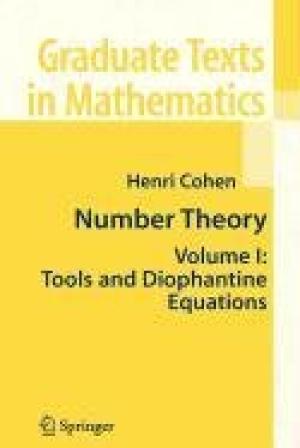 Graduate Texts
in Mathematics
Henri Cohen
Number Theory
Volume I:
Tools and Diophantine
Equations
Springer